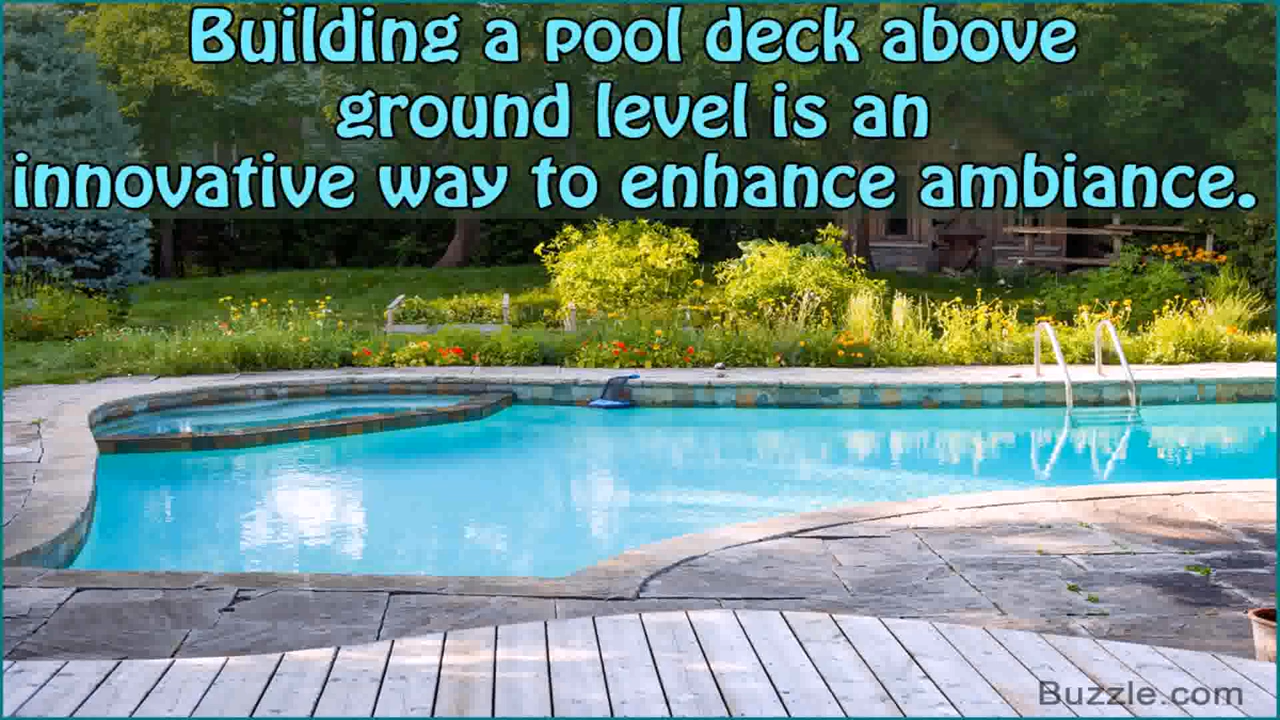 Building a pool deck above
ground level is an
innovative way to enhance ambiance.
Buzzle.com